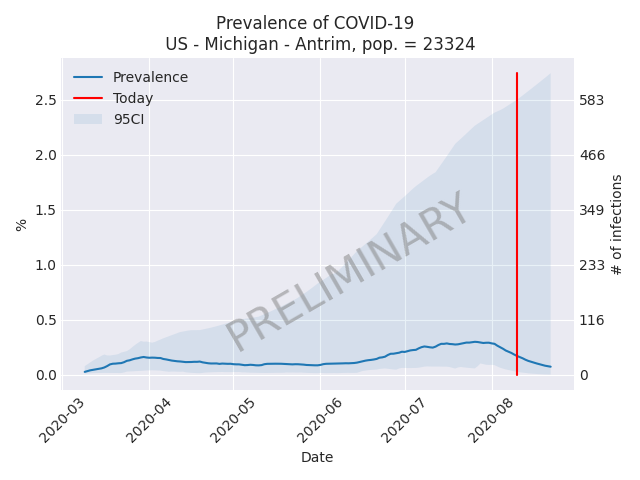 Prevalence of COVID-19
US - Michigan - Antrim, pop. = 23324
Prevalence
Today
95CI
PRELIMINARY
%
2.5
2.0
1.5
1.0
0.5
0.0
583
466
349
233
116
0
# of infections
2020-03
2020-04
2020-05
2020-06
2020-07
2020-08
Date